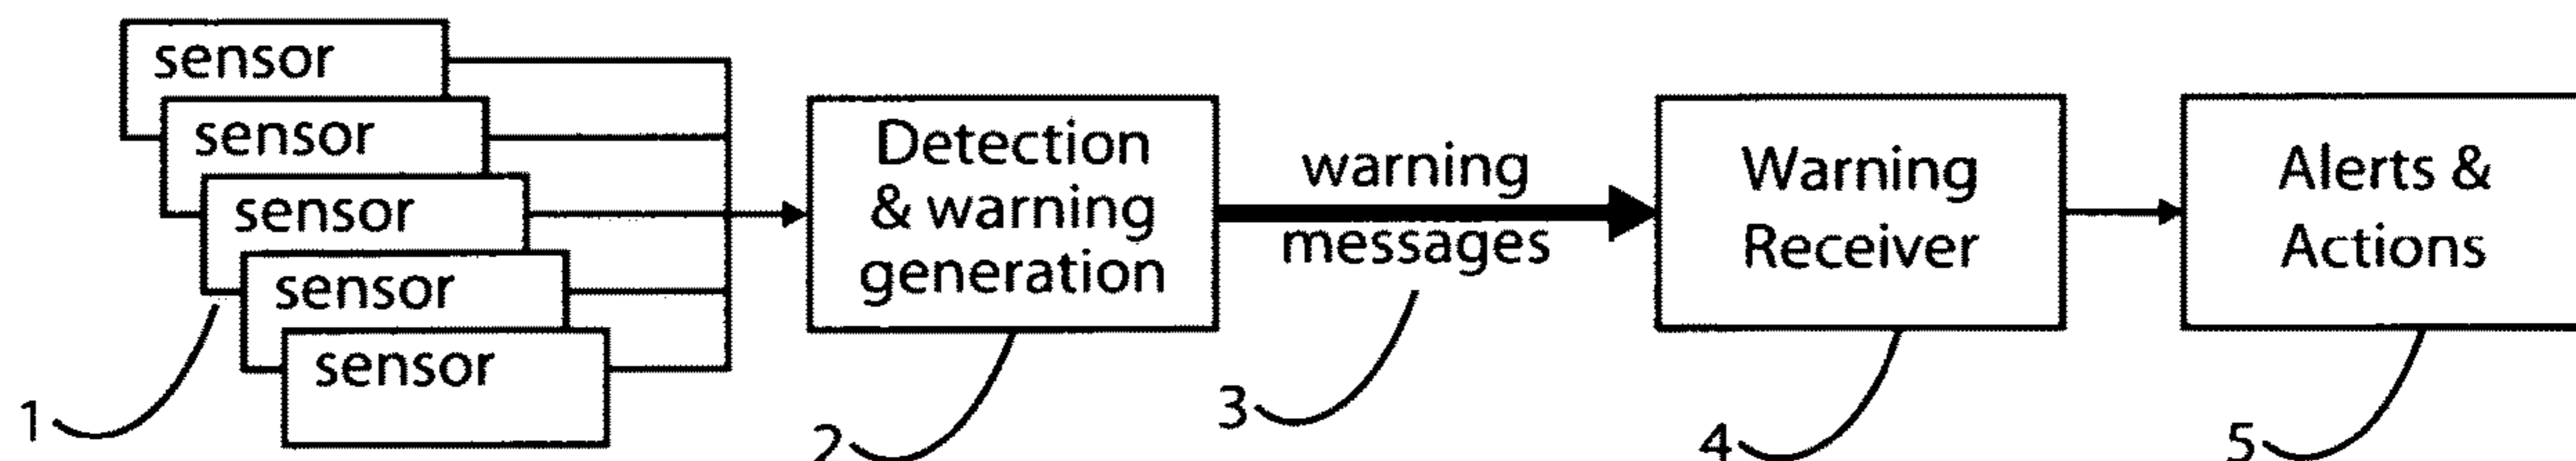 sensor
sensor
sensor
sensor
sensor
Detection
& warning
generation
warning
messages
Warning
Receiver
Alerts &
Actions
1
2
3
4
5